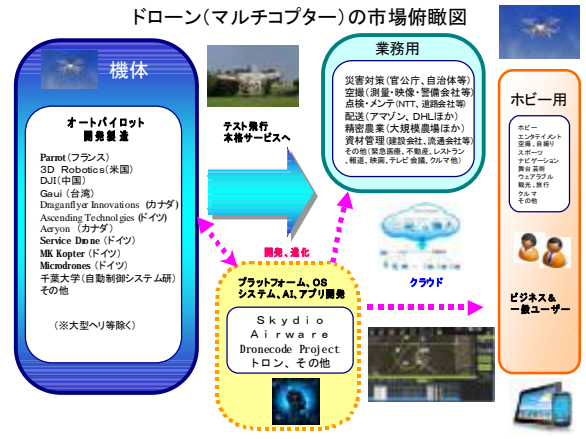 ドローン(マルチコプター)の市場俯瞰図
機体
オートパイロット
開発製造
Parrot(フランス)
3D Robotics(米国)
DJI(中国)
Gaui(台湾)
Draganflyer Innovations (カナダ)
Ascending Technolgies (ドイツ)
Aeryon (カナダ)
Service Drone (ドイツ)
MK Kopter (ドイツ)
Microdrones (ドイツ)
千葉大学(自動制御システム研)
その他
(※大型ヘリ等除く)
テスト飛行
本格サービスへ
業務用
災害対策(官公庁、自治体等)
空撮(測量・映像・警備会社等)
点検・メンテ(NTT、道路会社等)
配送(アマゾン、DHLほか)
精密農業(大規模農場ほか)
資材管理(建設会社、流通会社等)
その他(緊急医療、不動産、レストラン
、報道、映画、テレビ会議、クルマ他)
開発、進化
プラットフォーム、OS
システム、AI、アプリ開発
Skydio
Airware
Dronecode Project
トロン、その他
クラウド
ホビー用
ホビー
エンタテイメント
空撮、自撮り
スポーツ
ナビゲーション
舞台芸術
ウェアラブル
観光、旅行
クルマ
その他
ビジネス&
一般ユーザー